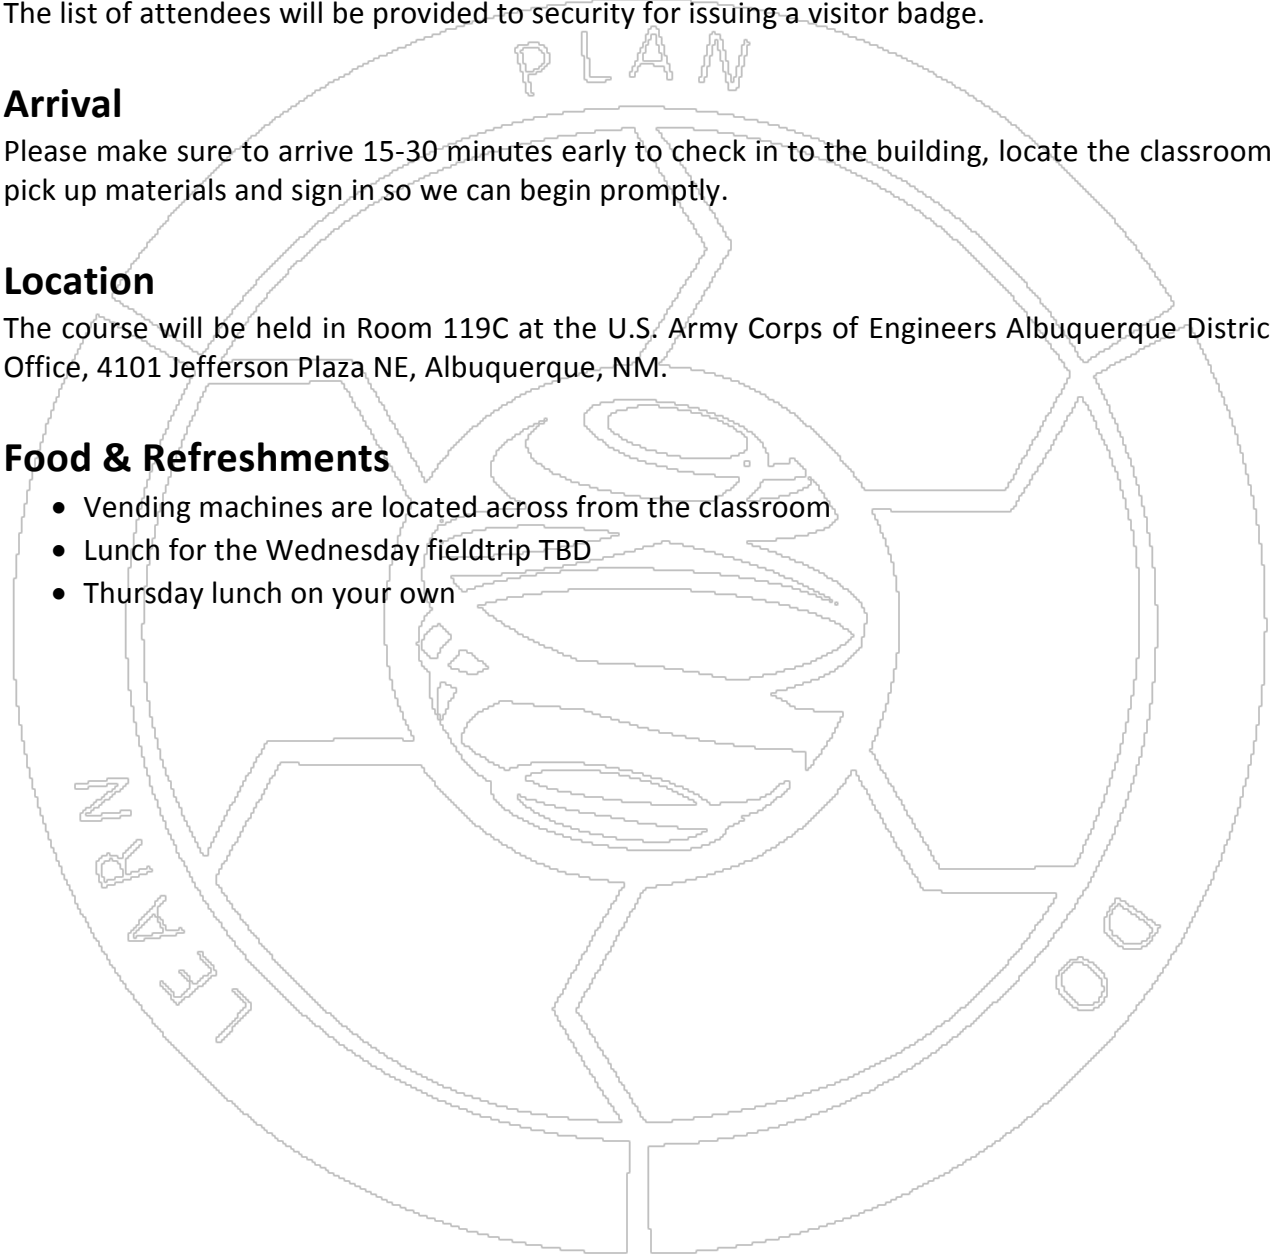 The list of attendees will be provided to security for issuing a visitor badge.
PLAN
Arrival
Please make sure to arrive 15-30 minutes early to check in to the building, locate the classroom
pick up materials and sign in so we can begin promptly.
Location
The course will be held in Room 119C at the U.S. Army Corps of Engineers Albuquerque Distric
Office, 4101 Jefferson Plaza NE, Albuquerque, NM.
Food & Refreshments
• Vending machines are located across from the classroom
• Lunch for the Wednesday fieldtrip TBD
• Thursday lunch on your own
LEARN
DO